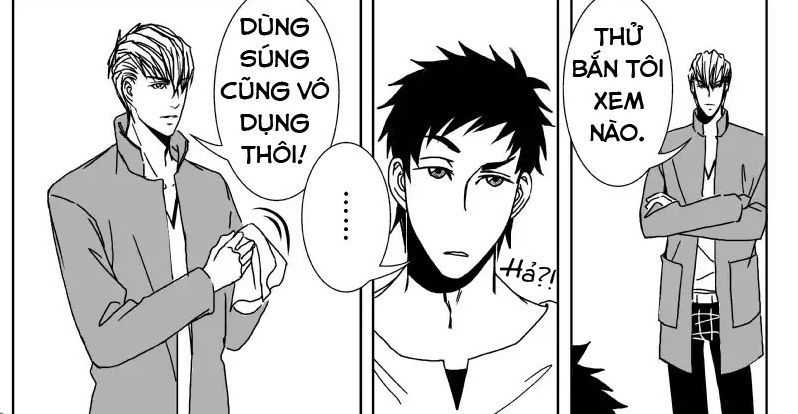 DÙNG
SÚNG
CŨNG VÔ
DỤNG
THÔI!
......
Hả?!
THỬ
BẮN TÔI
XEM
NÀO.